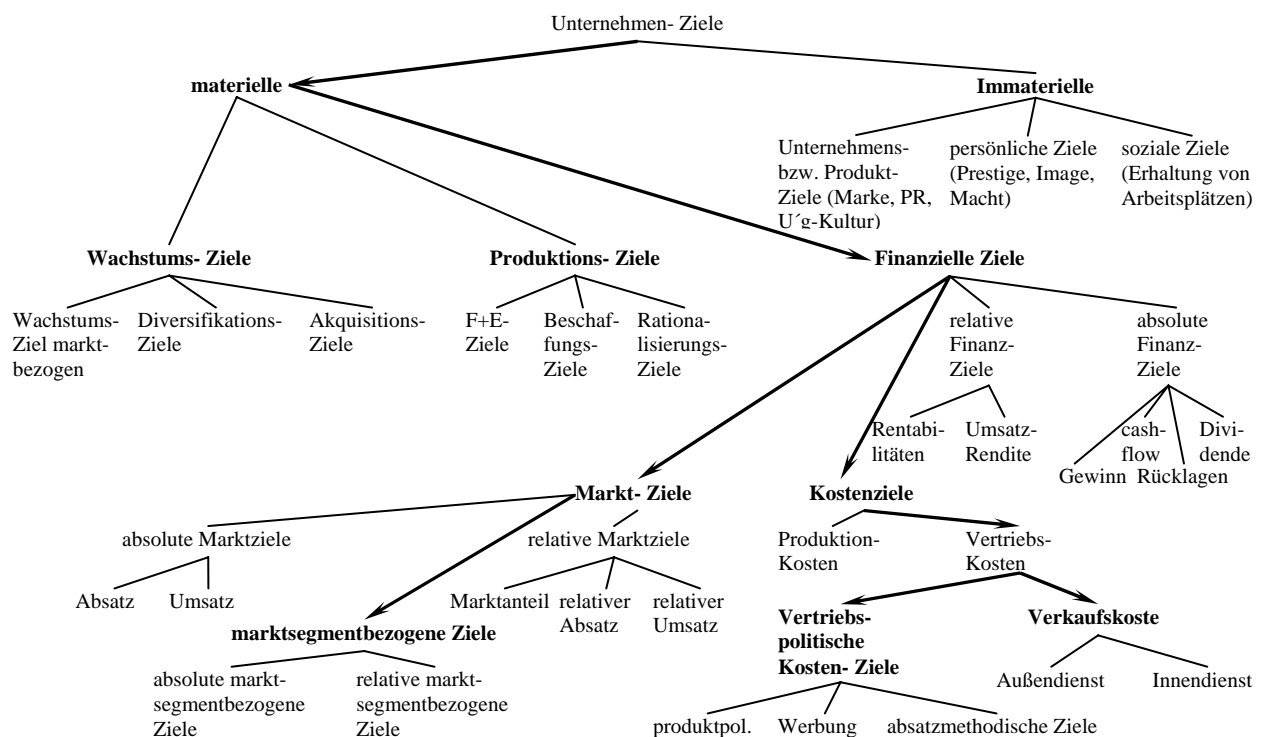 Unternehmen- Ziele
materielle
Immaterielle
Unternehmens-
bzw. Produkt-
Ziele (Marke, PR,
U´g-Kultur)
persönliche Ziele
(Prestige, Image,
Macht)
soziale Ziele
(Erhaltung von
Arbeitsplätzen)
Wachstums- Ziele
Produktions- Ziele
Finanzielle Ziele
Wachstums-
Ziel markt-
bezogen
Diversifikations-
Ziele
Akquisitions-
Ziele
F+E-
Ziele
Beschaf-
fungs-
Ziele
Rationa-
lisierungs-
Ziele
relative
Finanz-
Ziele
absolute
Finanz-
Ziele
Rentabi-
litäten
Umsatz-
Rendite
Gewinn
cash-
flow
Rücklagen
Divi-
dende
Markt- Ziele
Kostenziele
absolute Marktziele
relative Marktziele
Produktion-
Kosten
Vertriebs-
Kosten
Absatz
Umsatz
Marktanteil
relativer
Absatz
relativer
Umsatz
marktsegmentbezogene Ziele
Vertriebs-
politische
Kosten- Ziele
Verkaufskoste
absolute markt-
segmentbezogene
Ziele
relative markt-
segmentbezogene
Ziele
Außendienst
Innendienst
produktpol.
Werbung
absatzmethodische Ziele